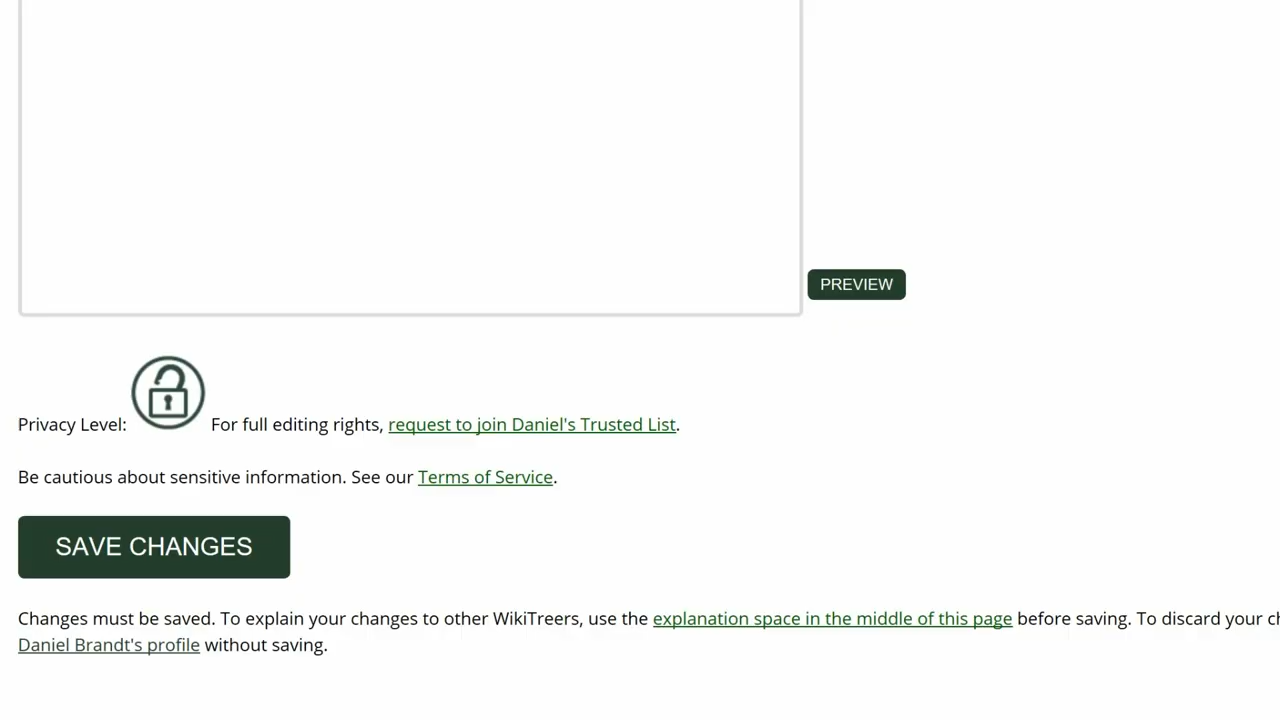 PREVIEW
Privacy Level: For full editing rights, request to join Daniel's Trusted List.
Be cautious about sensitive information. See our Terms of Service.
SAVE CHANGES
Changes must be saved. To explain your changes to other WikiTreers, use the explanation space in the middle of this page before saving. To discard your
Daniel Brandt's profile without saving.